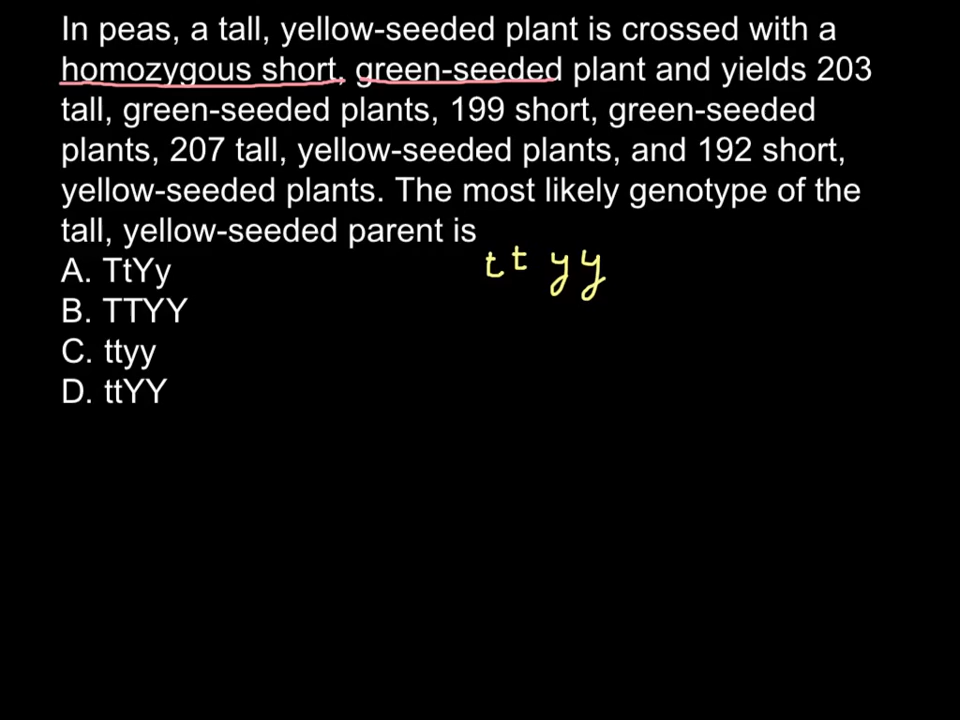 In peas, a tall, yellow-seeded plant is crossed with a
homozygous short, green-seeded plant and yields 203
tall, green-seeded plants, 199 short, green-seeded
plants, 207 tall, yellow-seeded plants, and 192 short,
yellow-seeded plants. The most likely genotype of the
tall, yellow-seeded parent is
tt yy
A. TtYy
B. TTYY
C. ttyy
D. ttYY